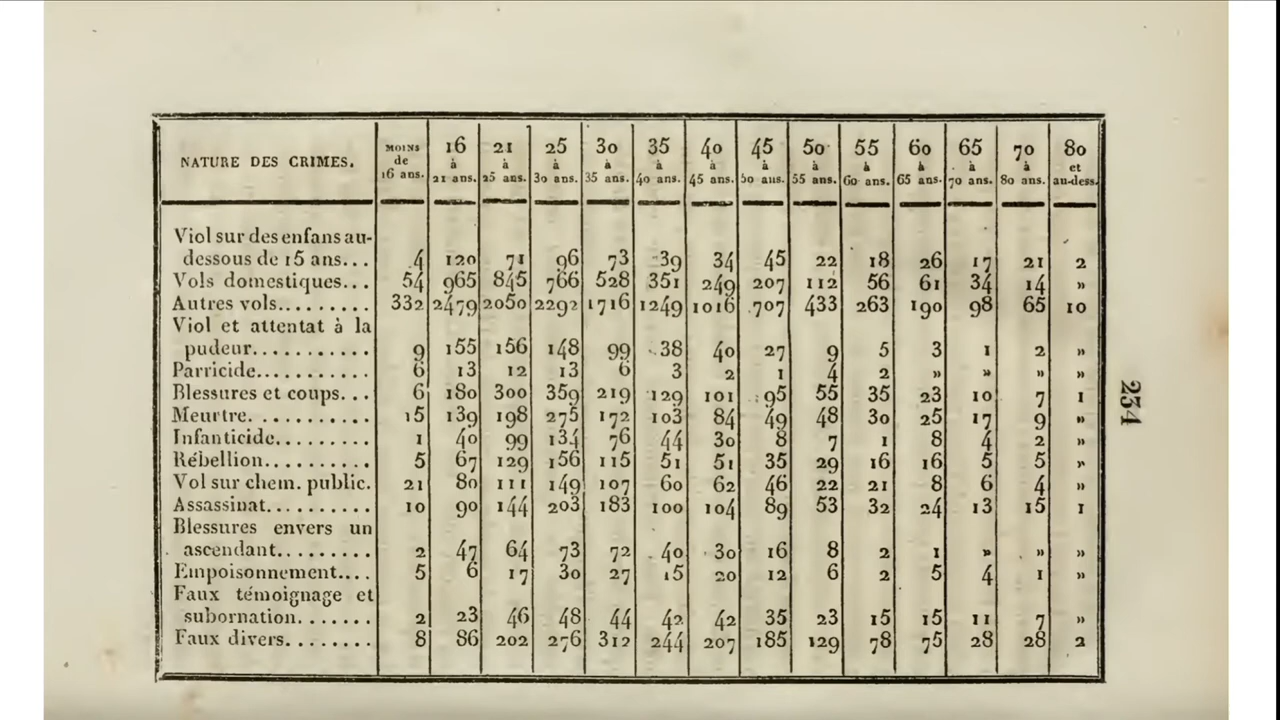 NATURE DES CRIMES. MOINS de 16 ans. 16 à 21 ans. 21 à 25 ans. 25 à 30 ans. 30 à 35 ans. 35 à 40 ans. 40 à 45 ans. 45 à 50 ans. 50 à 55 ans. 55 à 60 ans. 60 à 65 ans. 65 à 70 ans. 70 à 80 ans. 80 et au-dess.
Viol sur des enfans au-
dessous de 15 ans... 4 120 71 96 73 39 34 45 22 18 26 17 21 2
Vols domestiques... 54 965 845 766 528 351 249 207 112 56 61 34 14 »
Autres vols......... 332 2479 2050 2292 1716 1249 1016 707 433 263 190 98 65 10
Viol et attentat à la
pudeur........... 9 155 156 148 99 38 40 27 9 5 3 1 2 »
Parricide........... 6 13 12 13 6 3 2 1 4 2 » » » »
Blessures et coups... 6 180 300 359 219 129 101 95 55 35 23 10 7 1
Meurtre............ 15 139 198 275 172 103 84 49 48 30 25 17 9 »
Infanticide......... 1 40 99 134 76 44 30 8 7 1 8 4 2 »
Rébellion.......... 5 67 129 156 115 51 51 35 29 16 16 5 5 »
Vol sur chem. public. 21 80 111 149 107 60 62 46 22 21 8 6 4 »
Assassinat.......... 10 90 144 203 183 100 104 89 53 32 24 13 15 1
Blessures envers un
ascendant......... 2 47 64 73 72 40 30 16 8 2 1 » » »
Empoisonnement.... 5 6 17 30 27 15 20 12 6 2 5 4 1 »
Faux témoignage et
subornation....... 2 23 46 48 44 42 42 35 23 15 15 11 7 »
Faux divers........ 8 86 202 276 312 244 207 185 129 78 75 28 28 2
234